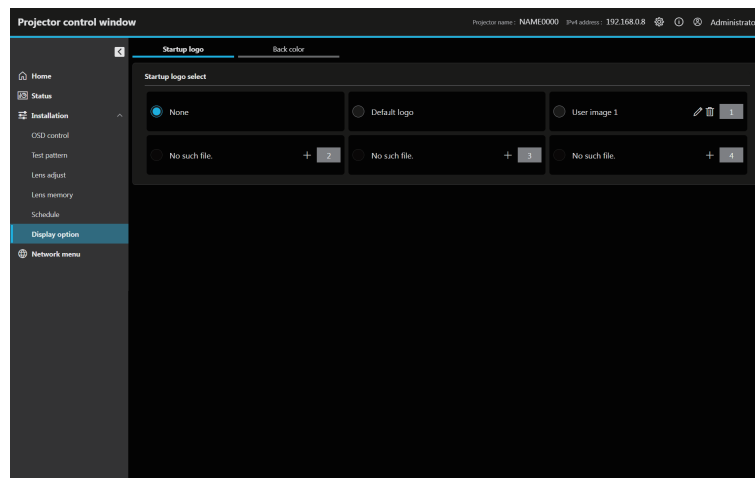 Projector control window
Projector name : NAME0000 IPv4 address : 192.168.0.8 Administrato
Startup logo Back color
Home
Status
Installation
OSD control
Test pattern
Lens adjust
Lens memory
Schedule
Display option
Network menu
Startup logo select
None
Default logo
User image 1 1
No such file. 2
No such file. 3
No such file. 4